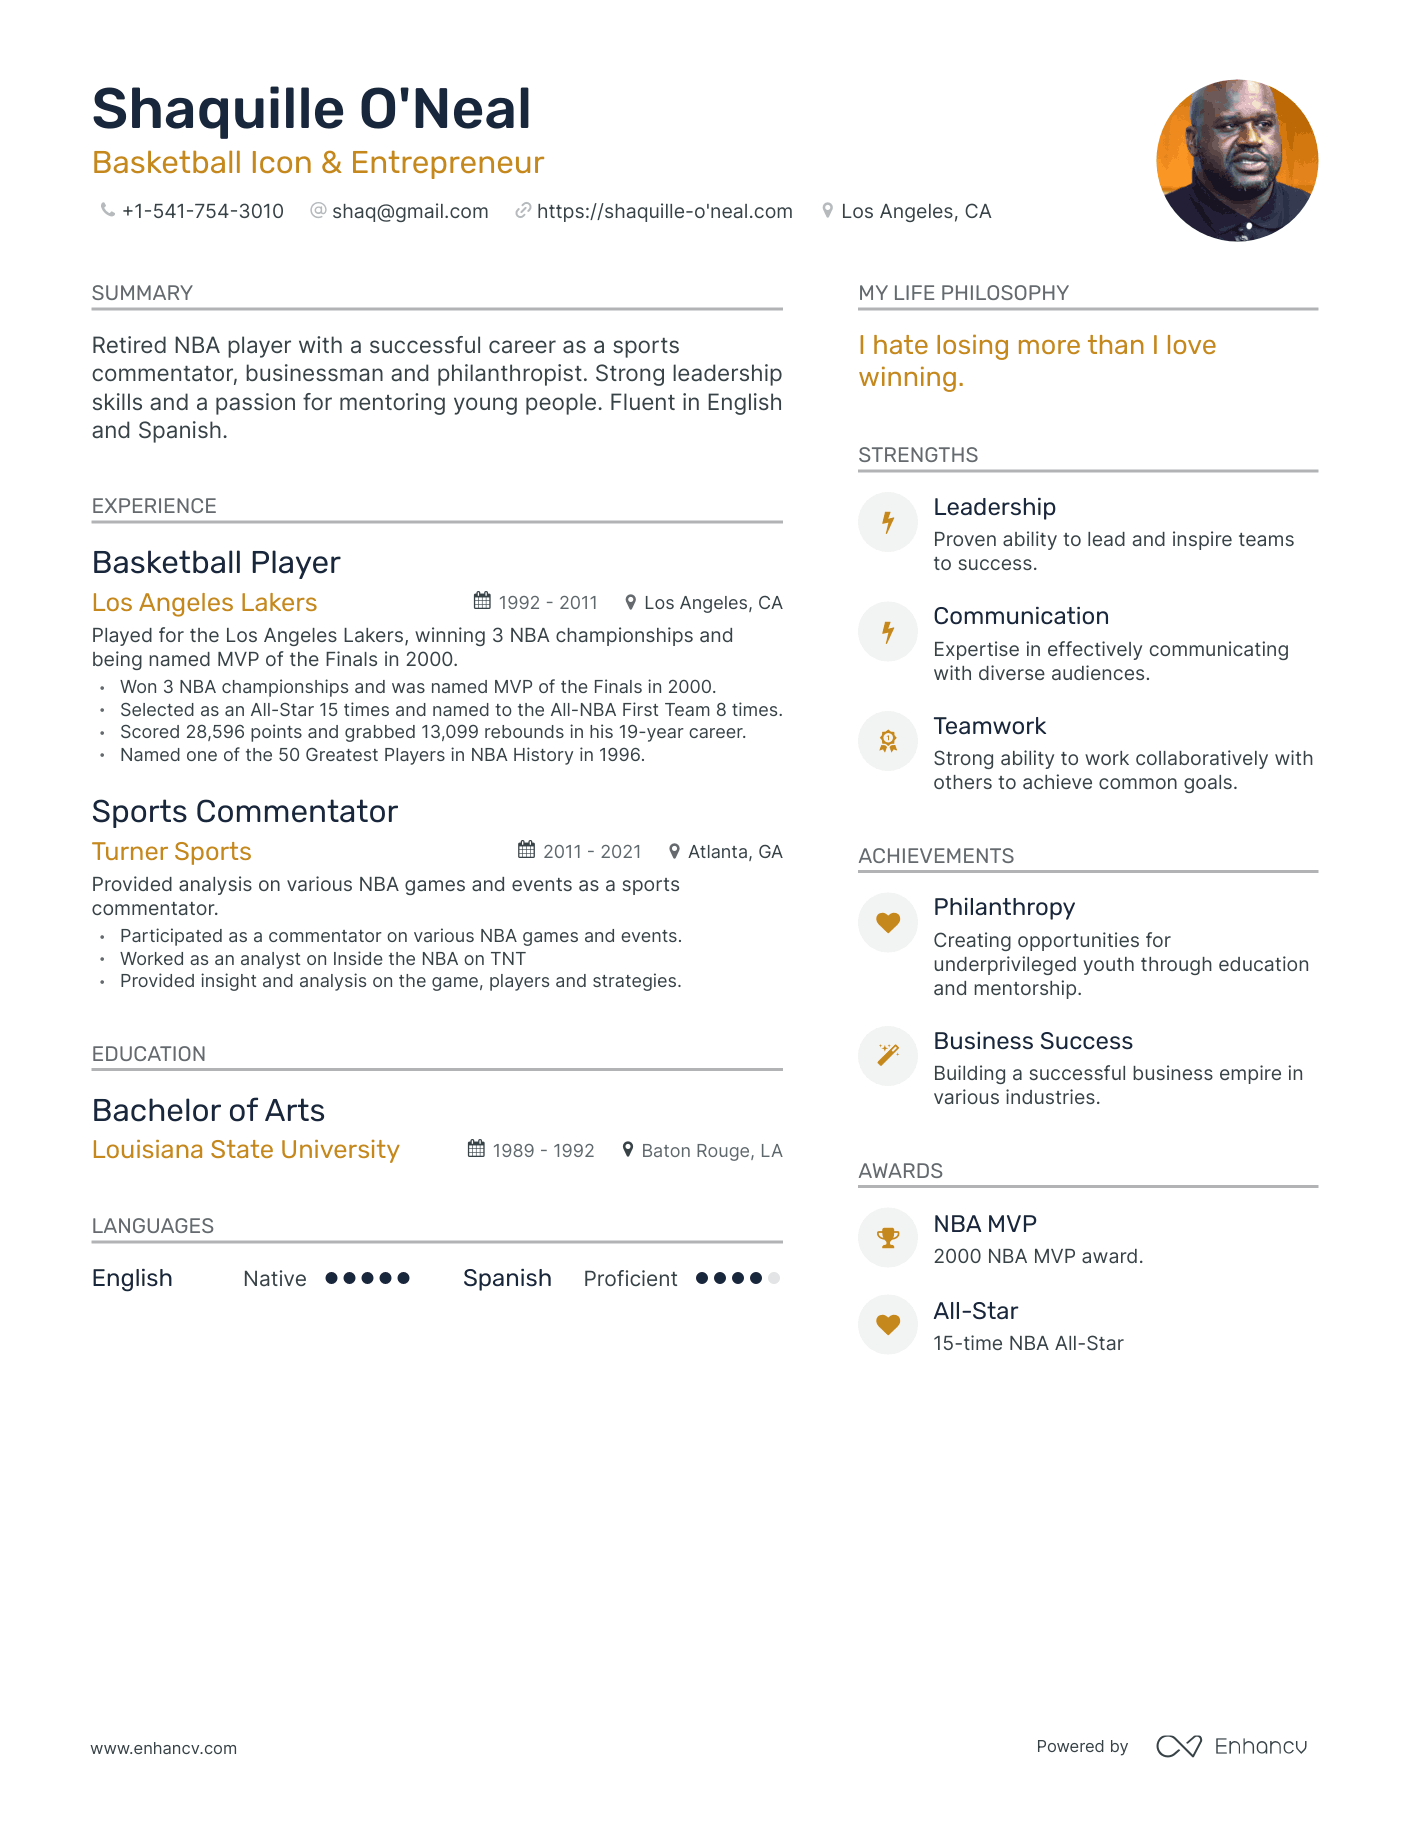 Shaquille O'Neal
Basketball Icon & Entrepreneur
+1-541-754-3010 @ shaq@gmail.com https://shaquille-o'neal.com Los Angeles, CA
SUMMARY
Retired NBA player with a successful career as a sports
commentator, businessman and philanthropist. Strong leadership
skills and a passion for mentoring young people. Fluent in English
and Spanish.
EXPERIENCE
Basketball Player
Los Angeles Lakers 1992 - 2011 Los Angeles, CA
Played for the Los Angeles Lakers, winning 3 NBA championships and
being named MVP of the Finals in 2000.
• Won 3 NBA championships and was named MVP of the Finals in 2000.
• Selected as an All-Star 15 times and named to the All-NBA First Team 8 times.
• Scored 28,596 points and grabbed 13,099 rebounds in his 19-year career.
• Named one of the 50 Greatest Players in NBA History in 1996.
Sports Commentator
Turner Sports 2011 - 2021 Atlanta, GA
Provided analysis on various NBA games and events as a sports
commentator.
• Participated as a commentator on various NBA games and events.
• Worked as an analyst on Inside the NBA on TNT
• Provided insight and analysis on the game, players and strategies.
EDUCATION
Bachelor of Arts
Louisiana State University 1989 - 1992 Baton Rouge, LA
LANGUAGES
English Native Spanish Proficient
MY LIFE PHILOSOPHY
I hate losing more than I love
winning.
STRENGTHS
Leadership
Proven ability to lead and inspire teams
to success.
Communication
Expertise in effectively communicating
with diverse audiences.
Teamwork
Strong ability to work collaboratively with
others to achieve common goals.
ACHIEVEMENTS
Philanthropy
Creating opportunities for
underprivileged youth through education
and mentorship.
Business Success
Building a successful business empire in
various industries.
AWARDS
NBA MVP
2000 NBA MVP award.
All-Star
15-time NBA All-Star
www.enhancv.com
Powered by Enhancv